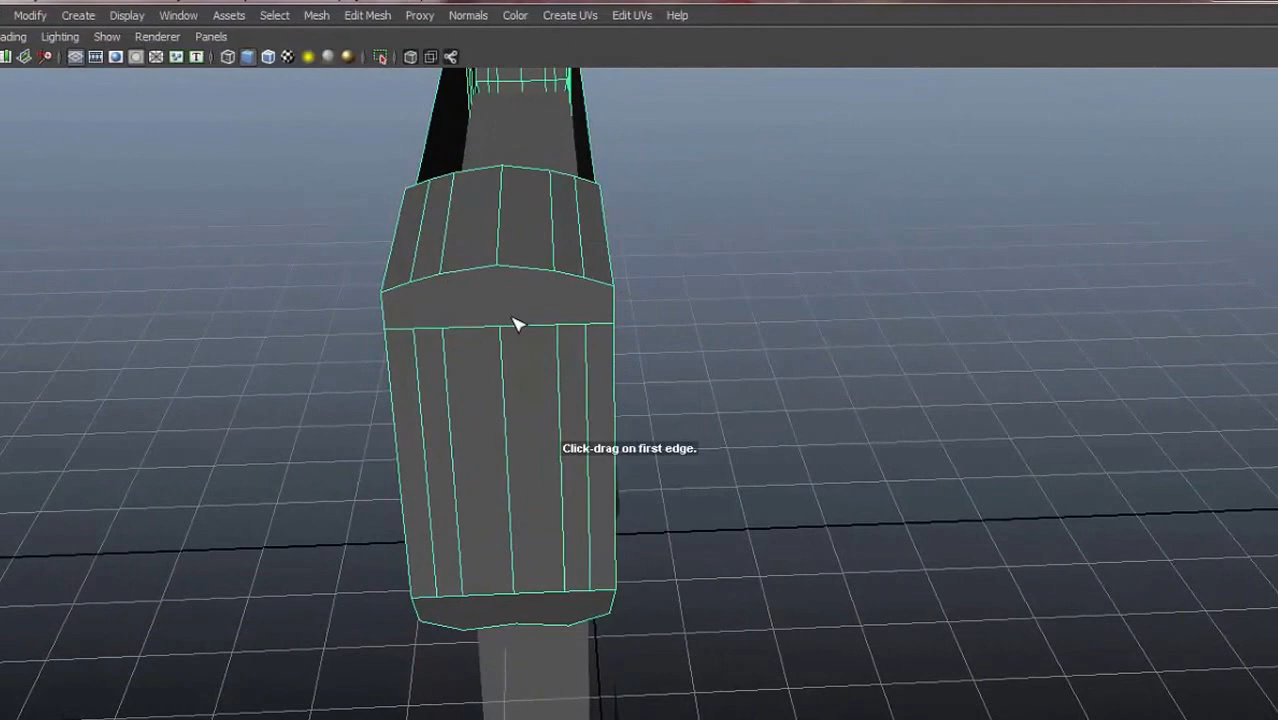 Modify Create Display Window Assets Select Mesh Edit Mesh Proxy Normals Color Create UVs Edit UVs Help
ading Lighting Show Renderer Panels
T
Click-drag on first edge.